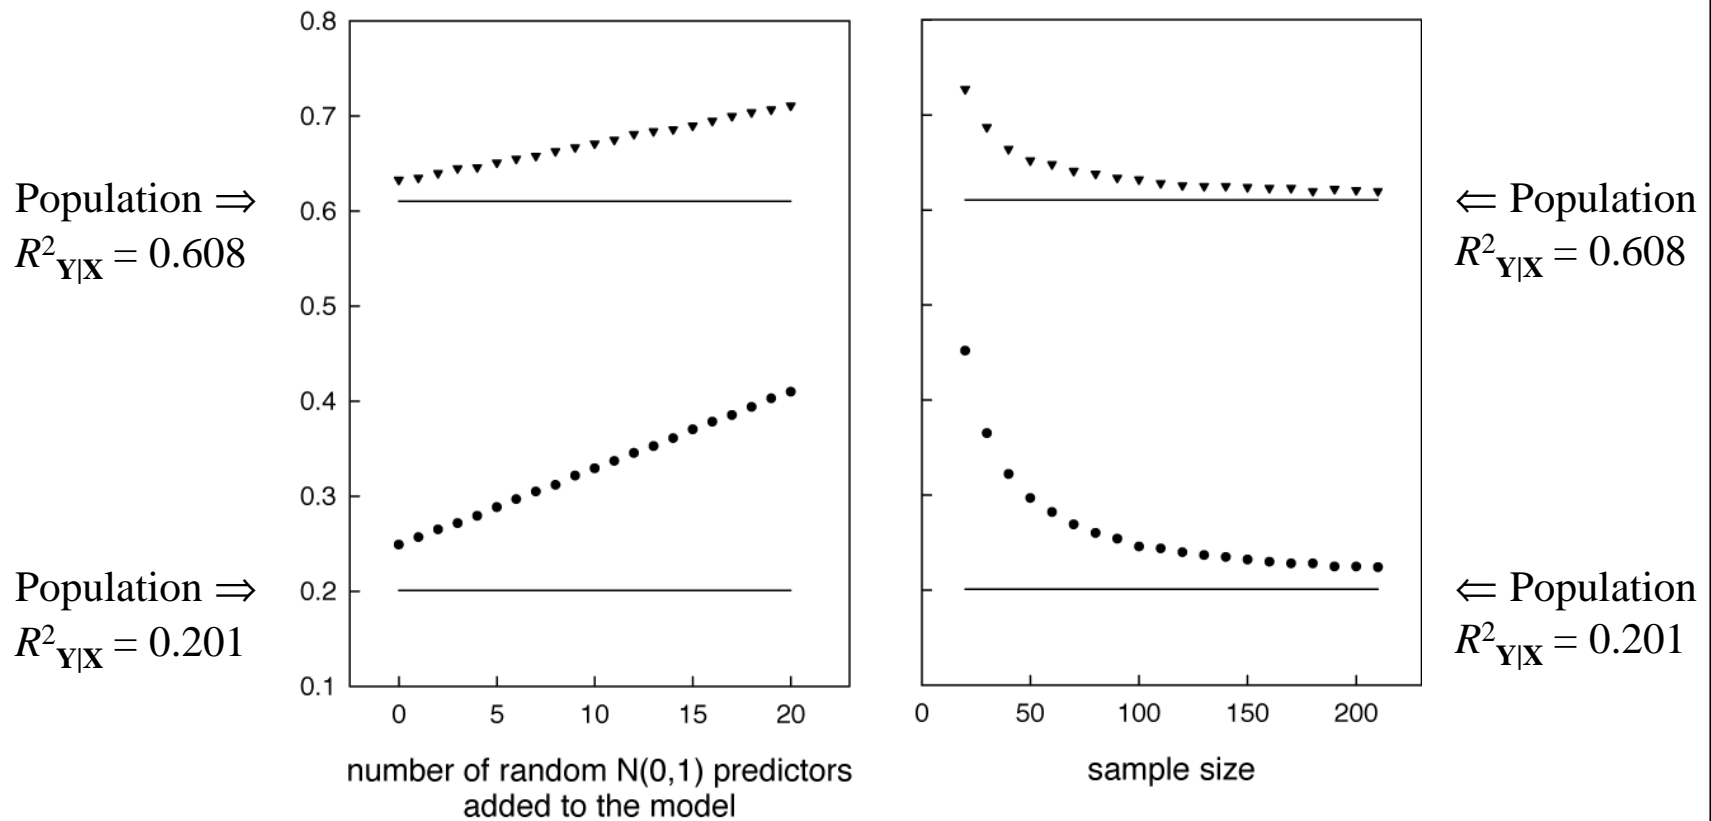 0.8
0.7
0.6
0.5
0.4
0.3
0.2
0.1
Population ⇒
R²Y|X = 0.608
Population ⇒
R²Y|X = 0.201
0 5 10 15 20
number of random N(0,1) predictors
added to the model
⇐ Population
R²Y|X = 0.608
⇐ Population
R²Y|X = 0.201
0 50 100 150 200
sample size